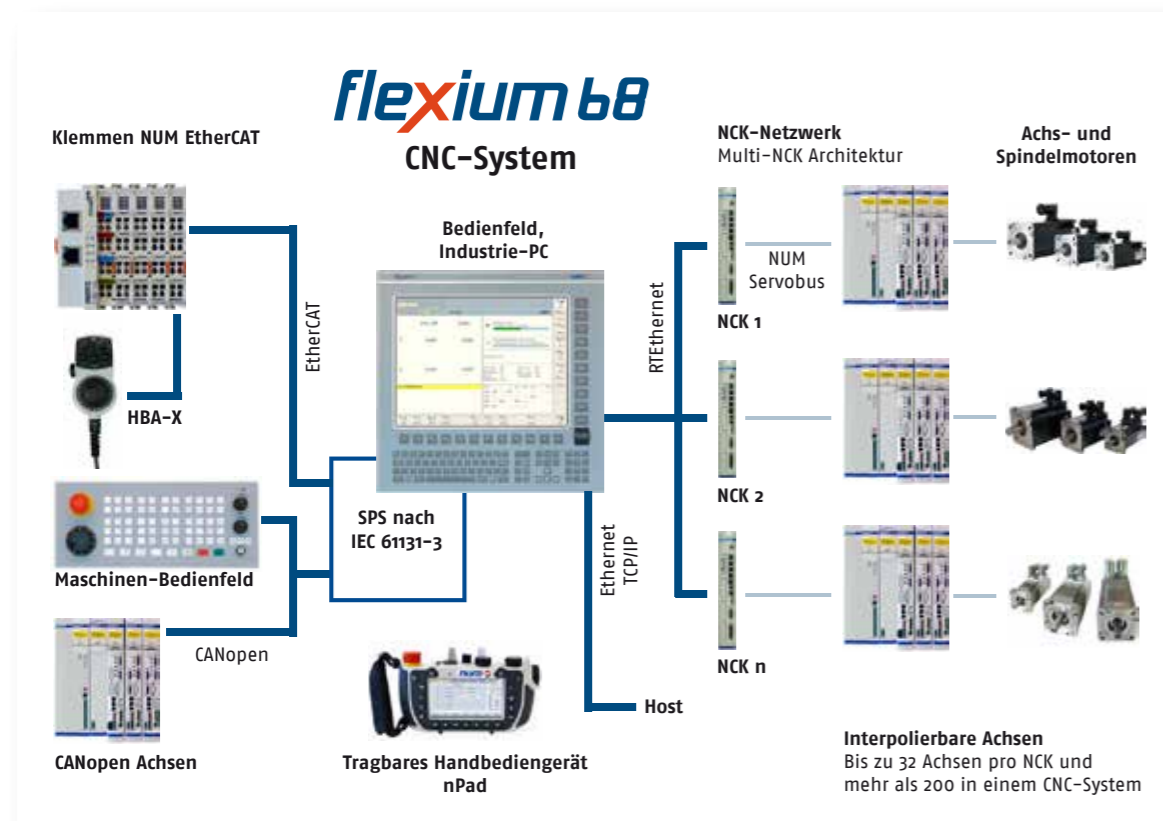 flexium 68
CNC-System
Klemmen NUM EtherCAT
HBA-X
Maschinen-Bedienfeld
CANopen
CANopen Achsen
EtherCAT
Bedienfeld,
Industrie-PC
SPS nach
IEC 61131-3
Tragbares Handbediengerät
nPad
num
Ethernet
TCP/IP
Host
RTEthernet
NCK-Netzwerk
Multi-NCK Architektur
NCK 1
NUM
Servobus
NCK 2
NCK n
Achs- und
Spindelmotoren
Interpolierbare Achsen
Bis zu 32 Achsen pro NCK und
mehr als 200 in einem CNC-System